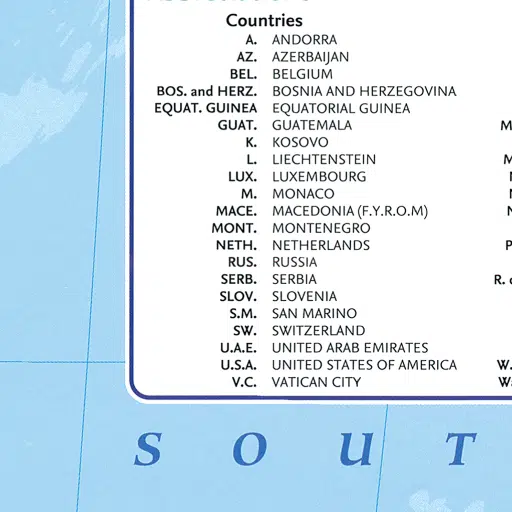 Countries
A. ANDORRA
AZ. AZERBAIJAN
BEL. BELGIUM
BOS. and HERZ. BOSNIA AND HERZEGOVINA
EQUAT. GUINEA EQUATORIAL GUINEA
GUAT. GUATEMALA
K. KOSOVO
L. LIECHTENSTEIN
LUX. LUXEMBOURG
M. MONACO
MACE. MACEDONIA (F.Y.R.O.M)
MONT. MONTENEGRO
NETH. NETHERLANDS
RUS. RUSSIA
SERB. SERBIA
SLOV. SLOVENIA
S.M. SAN MARINO
SW. SWITZERLAND
U.A.E. UNITED ARAB EMIRATES
U.S.A. UNITED STATES OF AMERICA
V.C. VATICAN CITY
S O U T